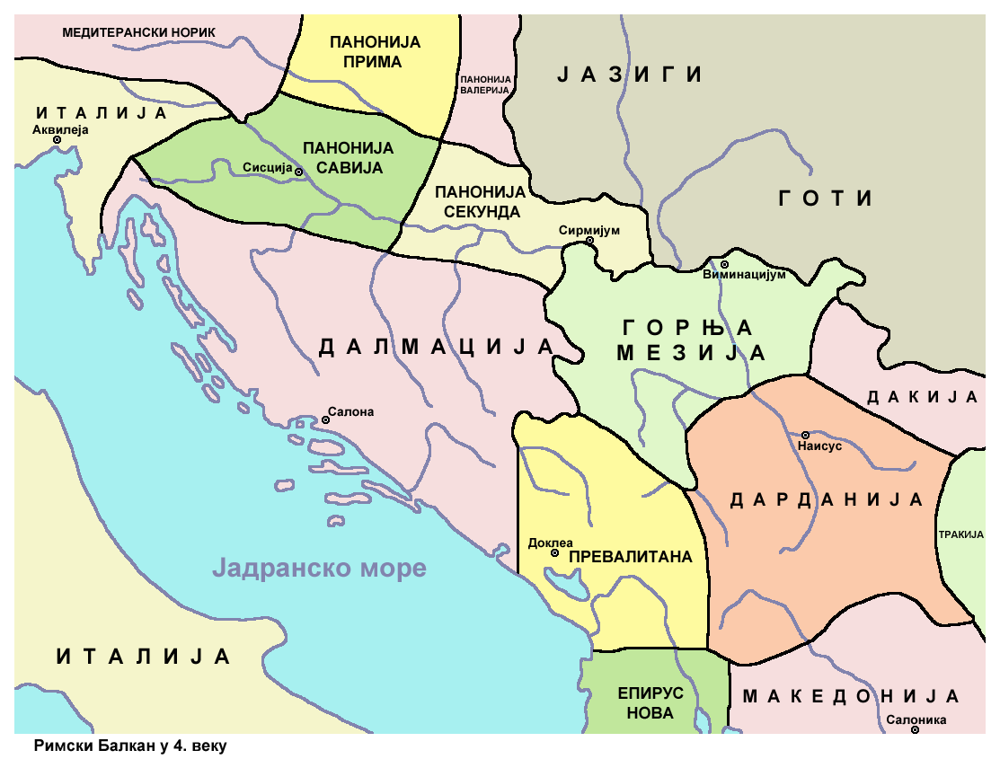 МЕДИТЕРАНСКИ НОРИК
ПАНОНИЈА
ПРИМА
ПАНОНИЈА
ВАЛЕРИЈА
ЈАЗИГИ
ИТАЛИЈА
Аквилеја
ПАНОНИЈА
САВИЈА
Сисција
ПАНОНИЈА
СЕКУНДА
ГОТИ
Сирмијум
Виминацијум
ГОРЊА
МЕЗИЈА
ДАЛМАЦИЈА
ДАКИЈА
Салона
Наисус
ДАРДАНИЈА
ТРАКИЈА
Доклеа
ПРЕВАЛИТАНА
Јадранско море
ИТАЛИЈА
ЕПИРУС
НОВА
МАКЕДОНИЈА
Салоника
Римски Балкан у 4. веку